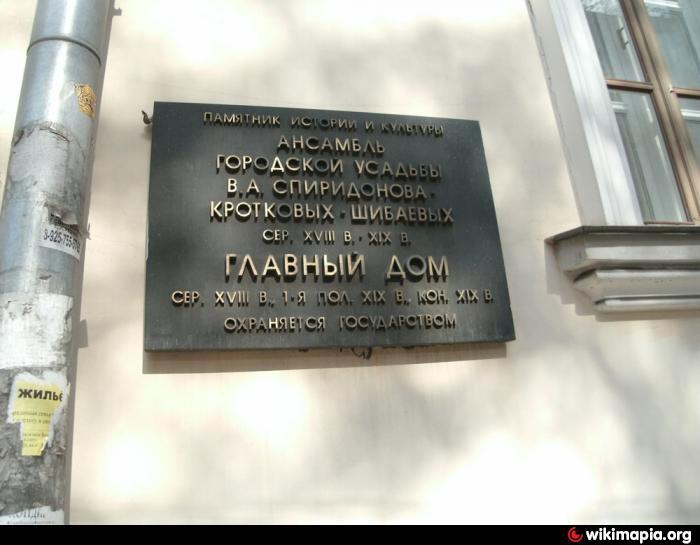 ПАМЯТНИК ИСТОРИИ И КУЛЬТУРЫ
АНСАМБЛЬ
ГОРОДСКОЙ УСАДЬБЫ
В.А. СПИРИДОНОВА-
КРОТКОВЫХ-ШИБАЕВЫХ
СЕР. XVIII В. - XIX В.
ГЛАВНЫЙ ДОМ
СЕР. XVIII В., 1-Я ПОЛ. XIX В., КОН. XIX В.
ОХРАНЯЕТСЯ ГОСУДАРСТВОМ
ЖИЛЬЕ
wikimapia.org